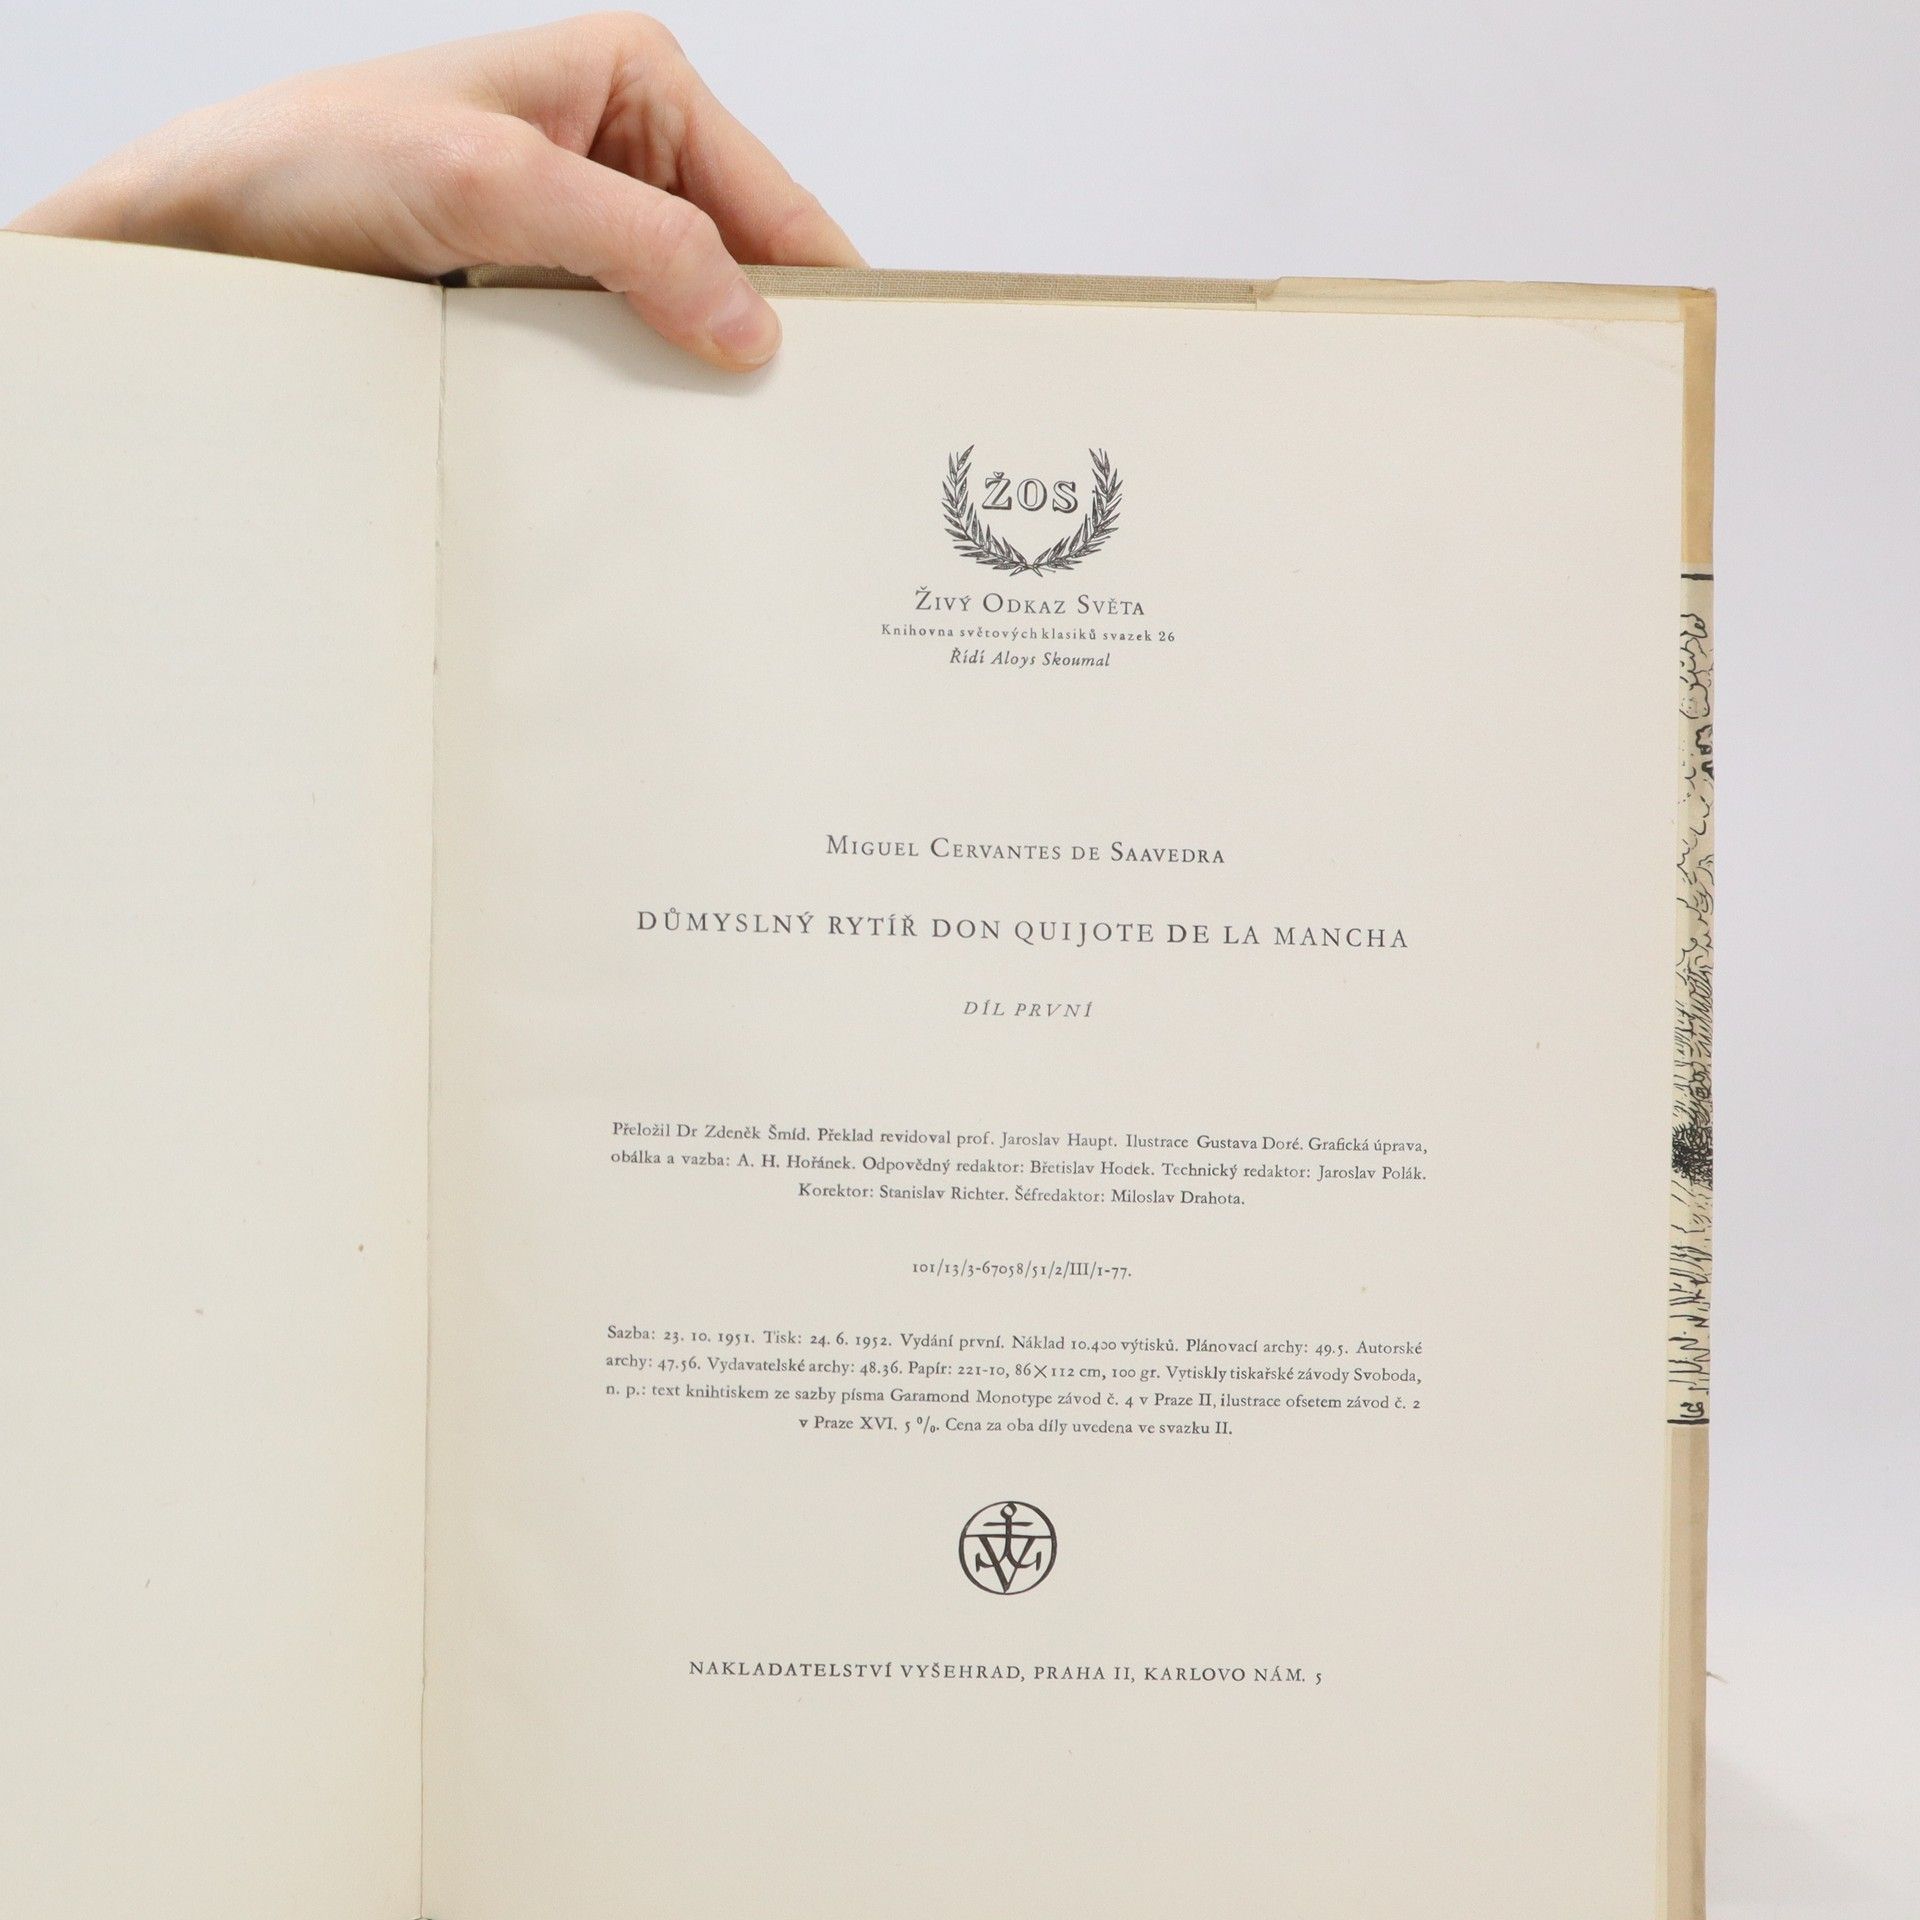 ŽOS
Živý Odkaz Světa
Knihovna světových klasiků svazek 26
Řídí Aloys Skoumal
Miguel Cervantes de Saavedra
DŮMYSLNÝ RYTÍŘ DON QUIJOTE DE LA MANCHA
DÍL PRVNÍ
Přeložil Dr Zdeněk Šmíd. Překlad revidoval prof. Jaroslav Haupt. Ilustrace Gustava Doré. Grafická úprava,
obálka a vazba: A. H. Hořánek. Odpovědný redaktor: Břetislav Hodek. Technický redaktor: Jaroslav Polák.
Korektor: Stanislav Richter. Šéfredaktor: Miloslav Drahota.
101/13/3-67058/51/2/III/1-77.
Sazba: 23. 10. 1951. Tisk: 24. 6. 1952. Vydání první. Náklad 10.400 výtisků. Plánovací archy: 49.5. Autorské
archy: 47.56. Vydavatelské archy: 48.36. Papír: 221-10, 86×112 cm, 100 gr. Vytiskly tiskařské závody Svoboda,
n. p.: text knihtiskem ze sazby písma Garamond Monotype závod č. 4 v Praze II, ilustrace ofsetem závod č. 2
v Praze XVI. 5 %. Cena za oba díly uvedena ve svazku II.
NAKLADATELSTVÍ VYŠEHRAD, PRAHA II, KARLOVO NÁM. 5